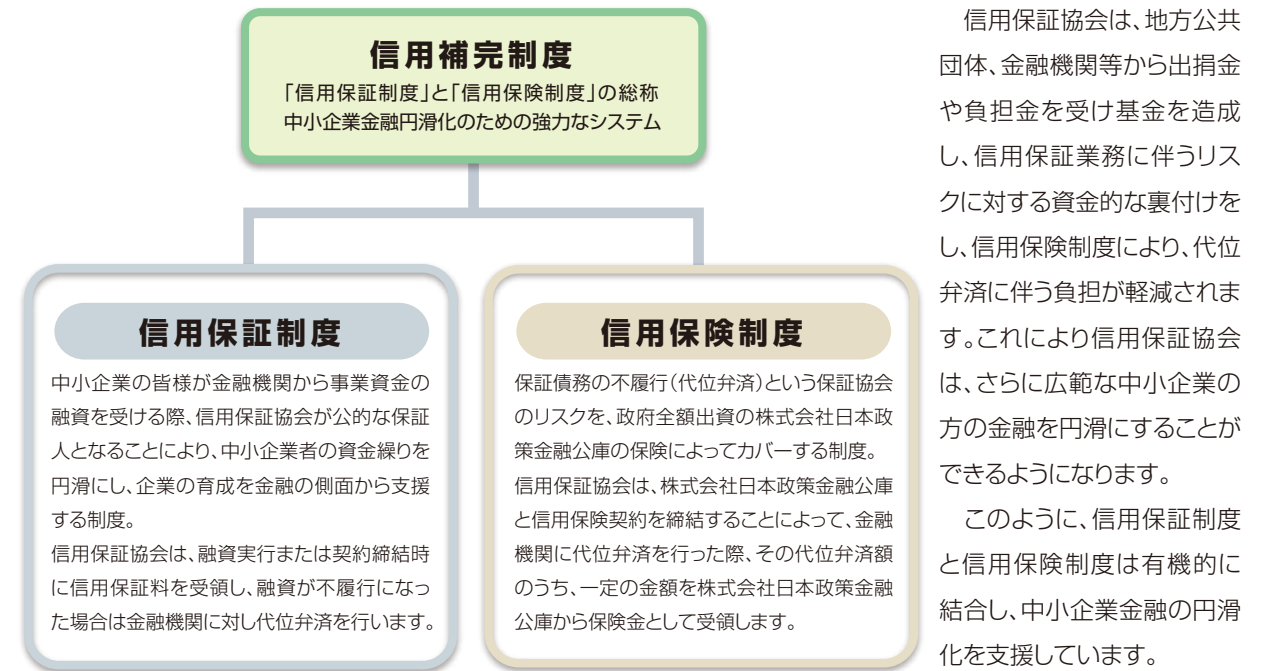 信用補完制度
「信用保証制度」と「信用保険制度」の総称
中小企業金融円滑化のための強力なシステム
信用保証制度
中小企業の皆様が金融機関から事業資金の
融資を受ける際、信用保証協会が公的な保証
人となることにより、中小企業者の資金繰りを
円滑にし、企業の育成を金融の側面から支援
する制度。
信用保証協会は、融資実行または契約締結時
に信用保証料を受領し、融資が不履行になっ
た場合は金融機関に対し代位弁済を行います。
信用保険制度
保証債務の不履行（代位弁済）という保証協会
のリスクを、政府全額出資の株式会社日本政
策金融公庫の保険によってカバーする制度。
信用保証協会は、株式会社日本政策金融公庫
と信用保険契約を締結することによって、金融
機関に代位弁済を行った際、その代位弁済額
のうち、一定の金額を株式会社日本政策金融
公庫から保険金として受領します。
信用保証協会は、地方公共
団体、金融機関等から出捐金
や負担金を受け基金を造成
し、信用保証業務に伴うリス
クに対する資金的な裏付けを
し、信用保険制度により、代位
弁済に伴う負担が軽減されま
す。これにより信用保証協会
は、さらに広範な中小企業の
方の金融を円滑にすることが
できるようになります。
このように、信用保証制度
と信用保険制度は有機的に
結合し、中小企業金融の円滑
化を支援しています。